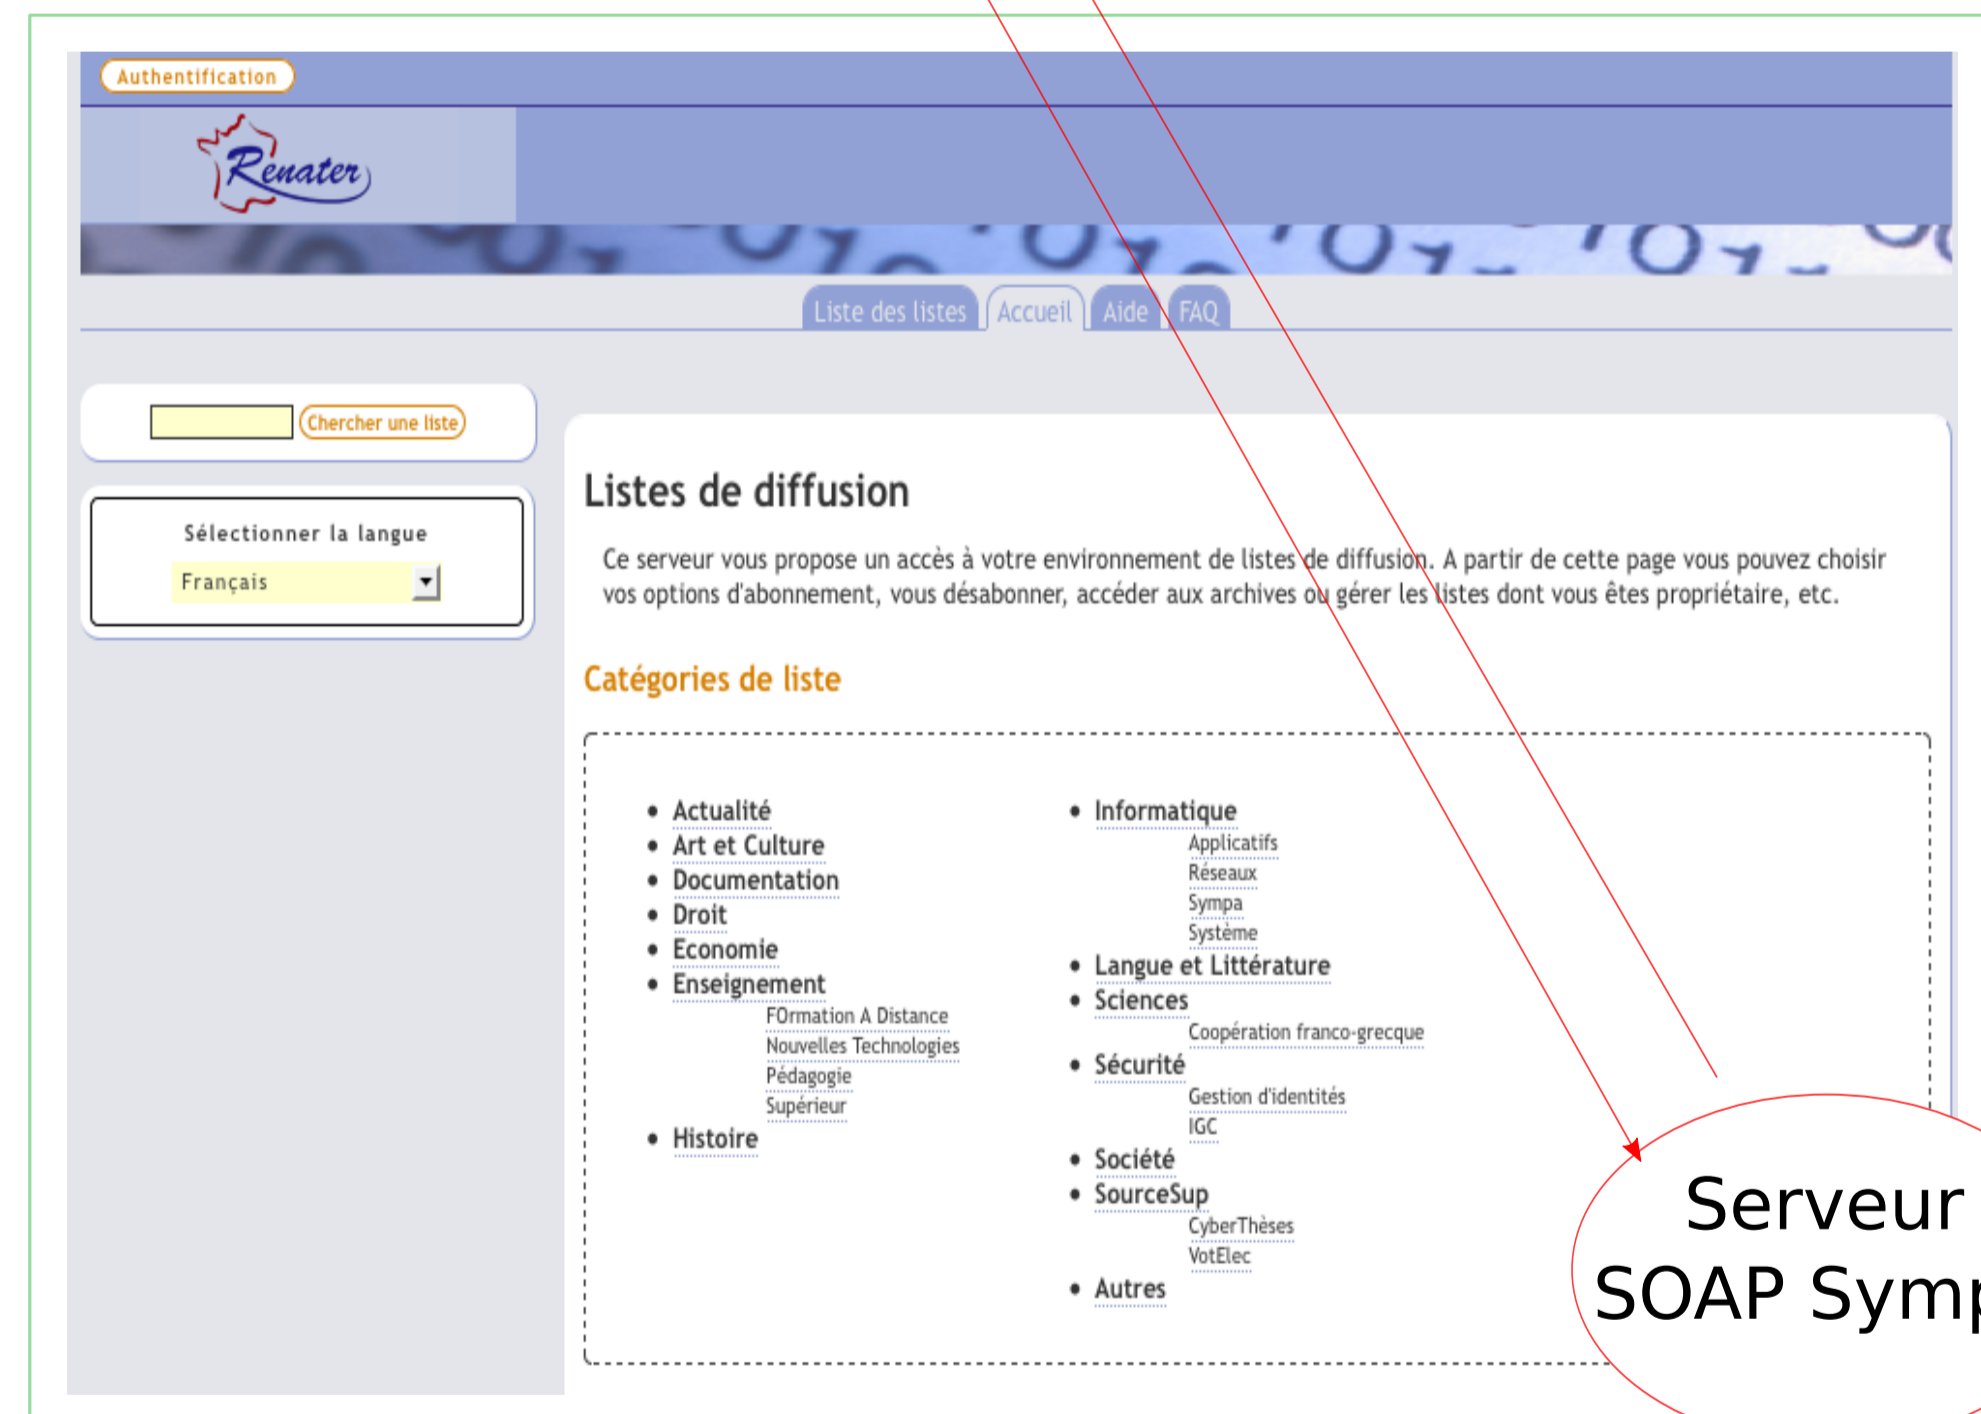 Authentification
Renater
Liste des listes
Accueil
Aide
FAQ
Chercher une liste
Sélectionner la langue
Français
Listes de diffusion
Ce serveur vous propose un accès à votre environnement de listes de diffusion. A partir de cette page vous pouvez choisir
vos options d'abonnement, vous désabonner, accéder aux archives ou gérer les listes dont vous êtes propriétaire, etc.
Catégories de liste
Actualité
Art et Culture
Documentation
Droit
Economie
Enseignement
FOrmation A Distance
Nouvelles Technologies
Pédagogie
Supérieur
Histoire
Informatique
Applicatifs
Réseaux
Sympa
Système
Langue et Littérature
Sciences
Coopération franco-grecque
Sécurité
Gestion d'identités
IGC
Société
SourceSup
CyberThèses
VotElec
Autres
Serveur
SOAP Symp